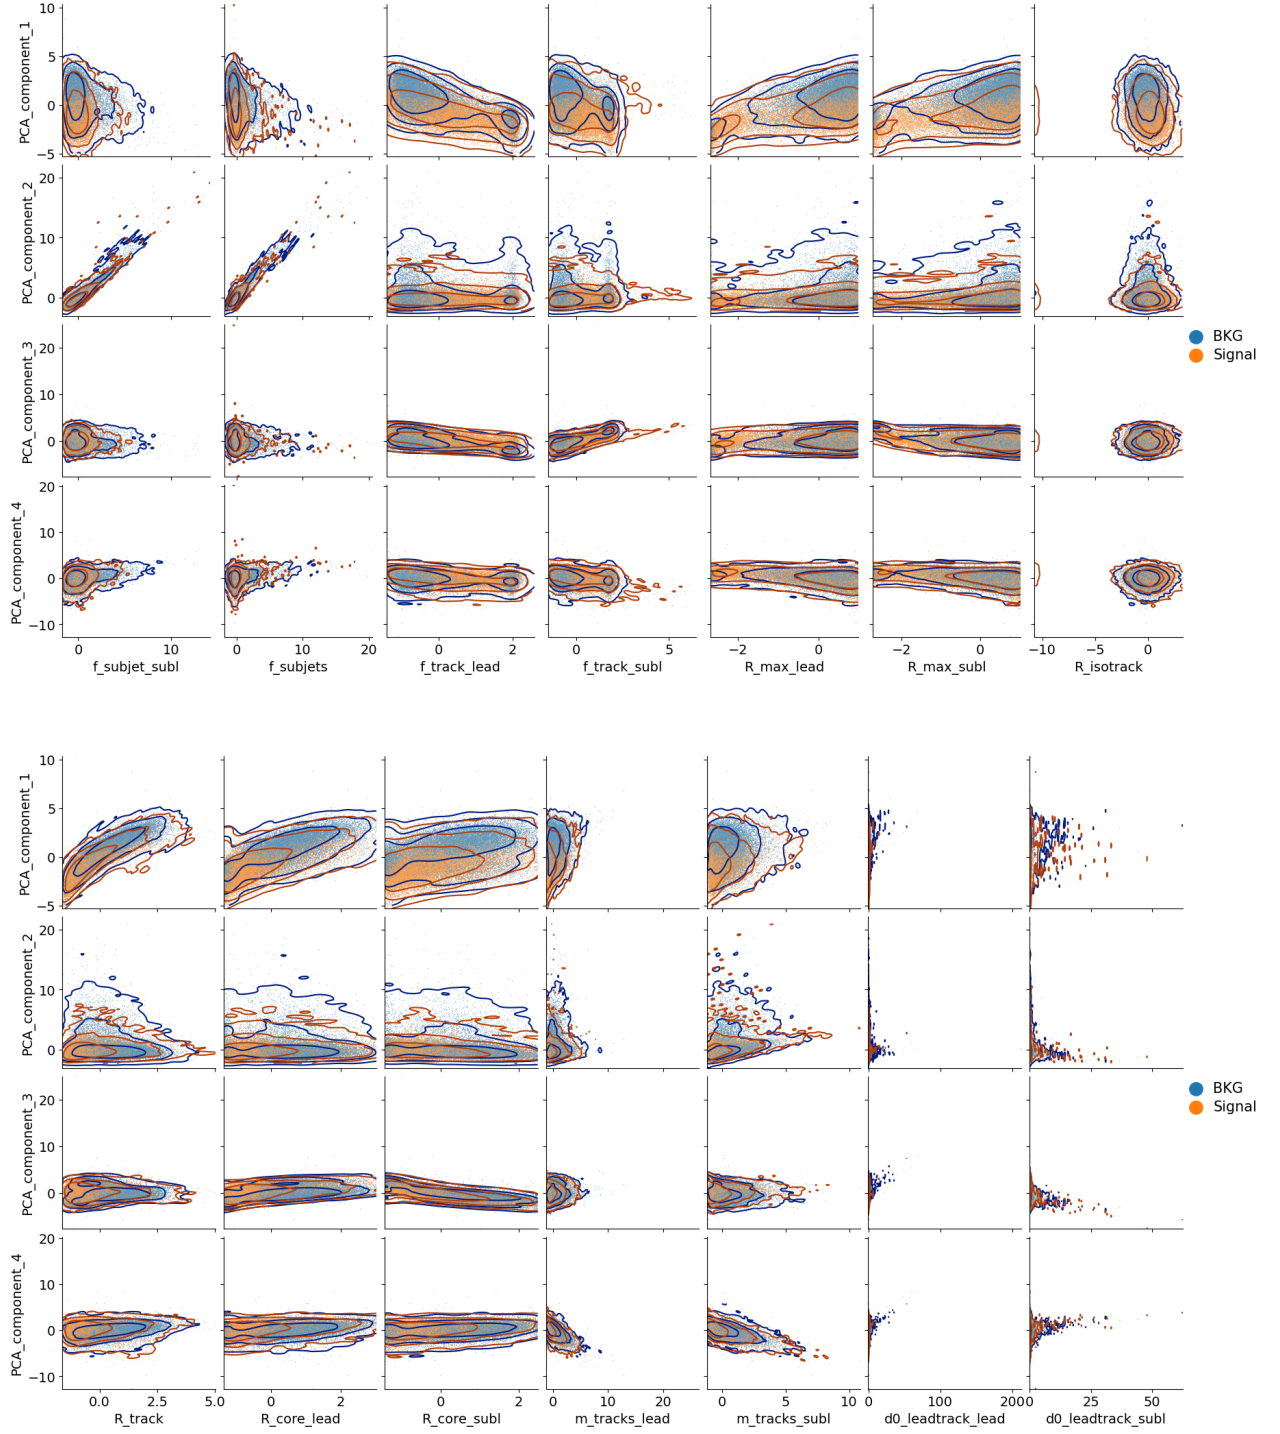 10
5
0
−5
PCA_component_1
20
10
0
PCA_component_2
20
10
0
PCA_component_3
BKG
Signal
20
10
0
−10
PCA_component_4
0 10
0 10 20
0 2
0 5
−2 0
−2 0
−10 −5 0
f_subjet_subl f_subjets f_track_lead f_track_subl R_max_lead R_max_subl R_isotrack
10
5
0
−5
PCA_component_1
20
10
0
PCA_component_2
20
10
0
PCA_component_3
BKG
Signal
20
10
0
−10
PCA_component_4
0.0 2.5 5.0
0 2
0 2
0 10 20
0 5 10
0 100 200
0 25 50
R_track R_core_lead R_core_subl m_tracks_lead m_tracks_subl d0_leadtrack_lead d0_leadtrack_subl